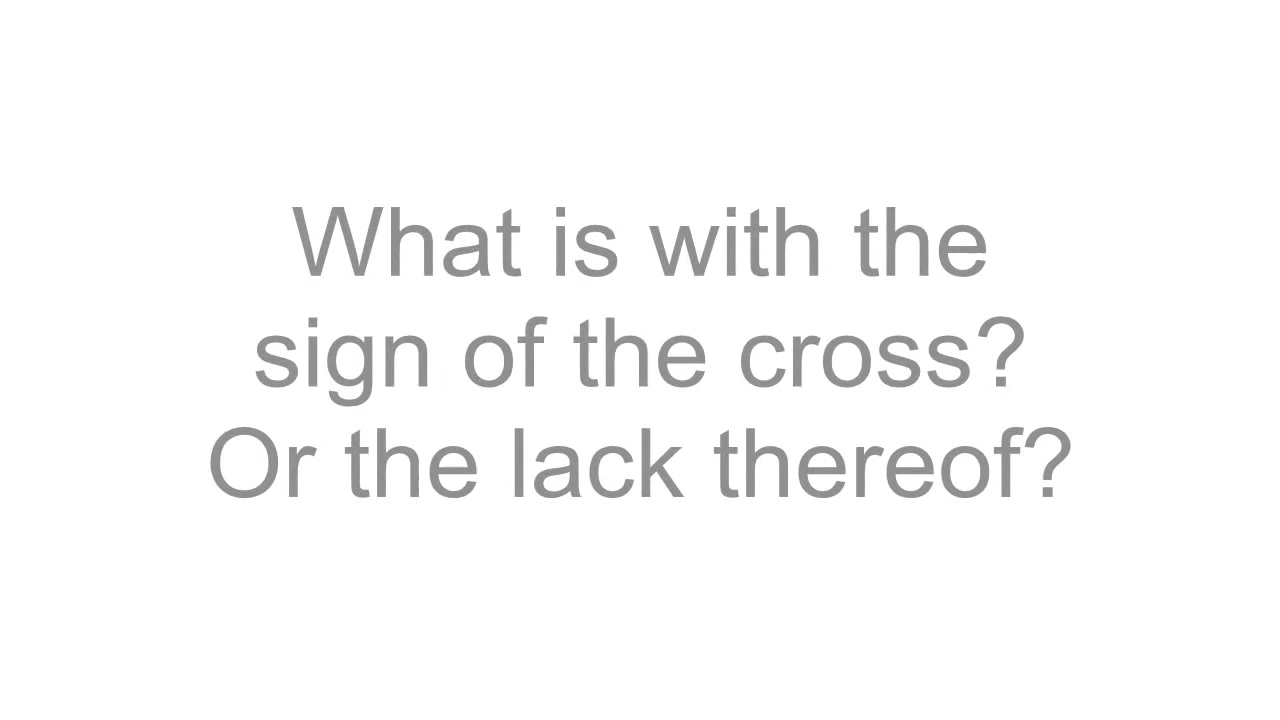 What is with the
sign of the cross?
Or the lack thereof?